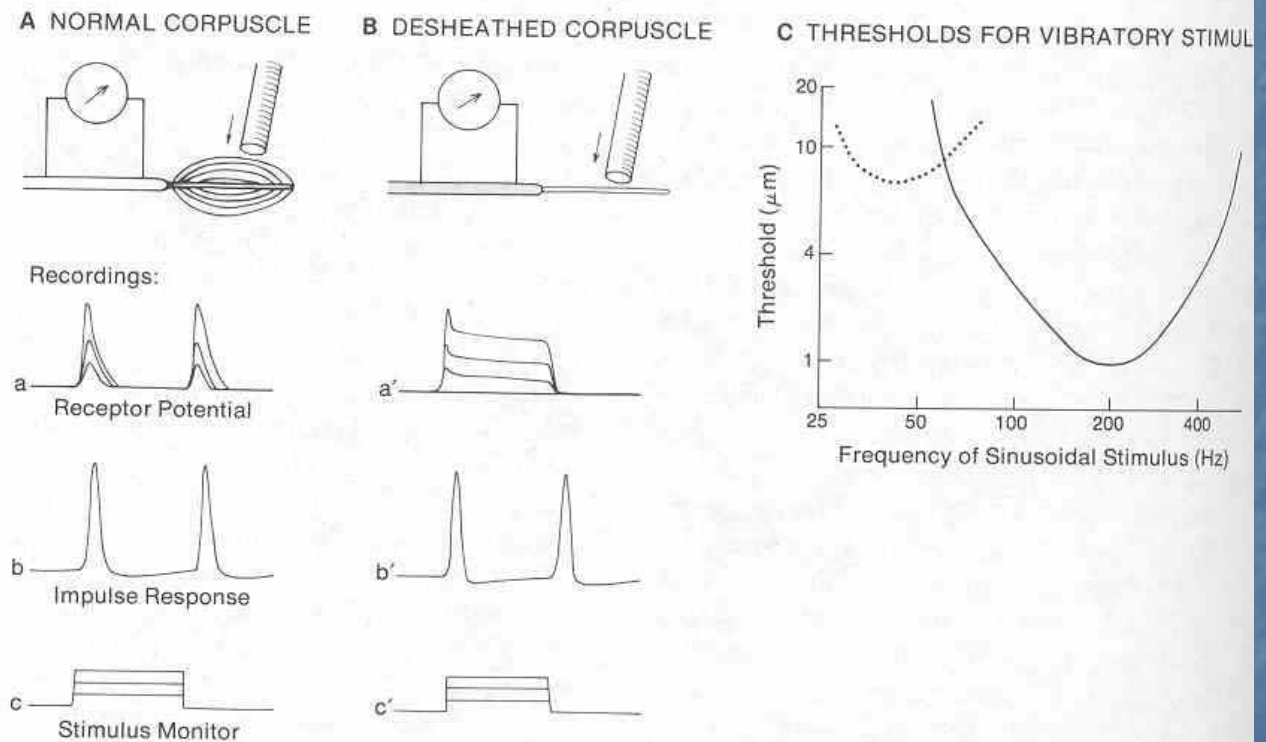 A NORMAL CORPUSCLE
B DESHEATHED CORPUSCLE
C THRESHOLDS FOR VIBRATORY STIMUL
Recordings:
a
Receptor Potential
b
Impulse Response
c
Stimulus Monitor
a'
b'
c'
20
10
4
1
Threshold (μm)
25
50
100
200
400
Frequency of Sinusoidal Stimulus (Hz)